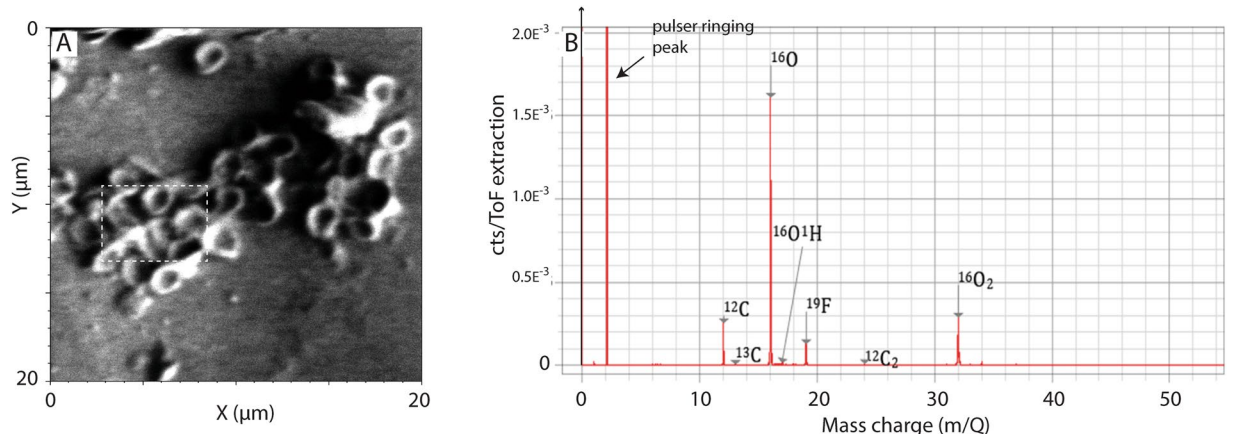 A
0
20
Y (μm)
0
20
X (μm)
B
pulser ringing
peak
2.0E⁻³
1.5E⁻³
1.0E⁻³
0.5E⁻³
0
cts/ToF extraction
¹⁶O
¹⁶O¹H
¹²C
¹³C
¹⁹F
¹²C₂
¹⁶O₂
0
10
20
30
40
50
Mass charge (m/Q)